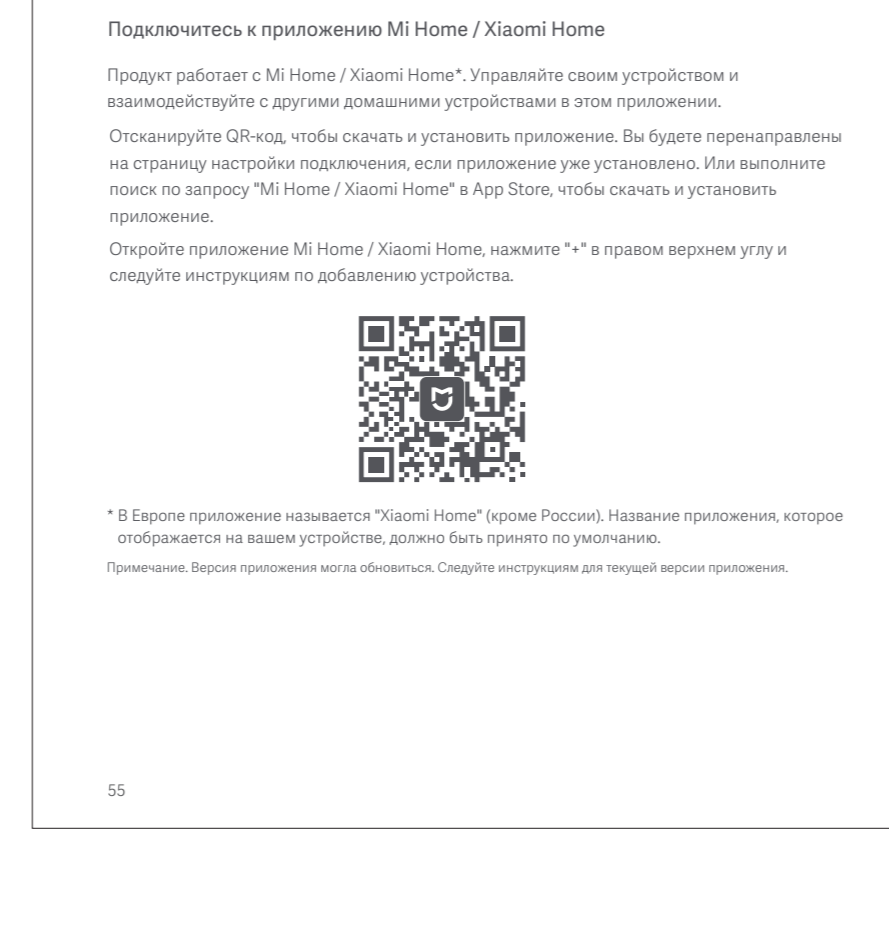 Подключитесь к приложению Mi Home / Xiaomi Home
Продукт работает с Mi Home / Xiaomi Home*. Управляйте своим устройством и
взаимодействуйте с другими домашними устройствами в этом приложении.
Отсканируйте QR-код, чтобы скачать и установить приложение. Вы будете перенаправлены
на страницу настройки подключения, если приложение уже установлено. Или выполните
поиск по запросу "Mi Home / Xiaomi Home" в App Store, чтобы скачать и установить
приложение.
Откройте приложение Mi Home / Xiaomi Home, нажмите "+" в правом верхнем углу и
следуйте инструкциям по добавлению устройства.
* В Европе приложение называется "Xiaomi Home" (кроме России). Название приложения, которое
отображается на вашем устройстве, должно быть принято по умолчанию.
Примечание. Версия приложения могла обновиться. Следуйте инструкциям для текущей версии приложения.
55